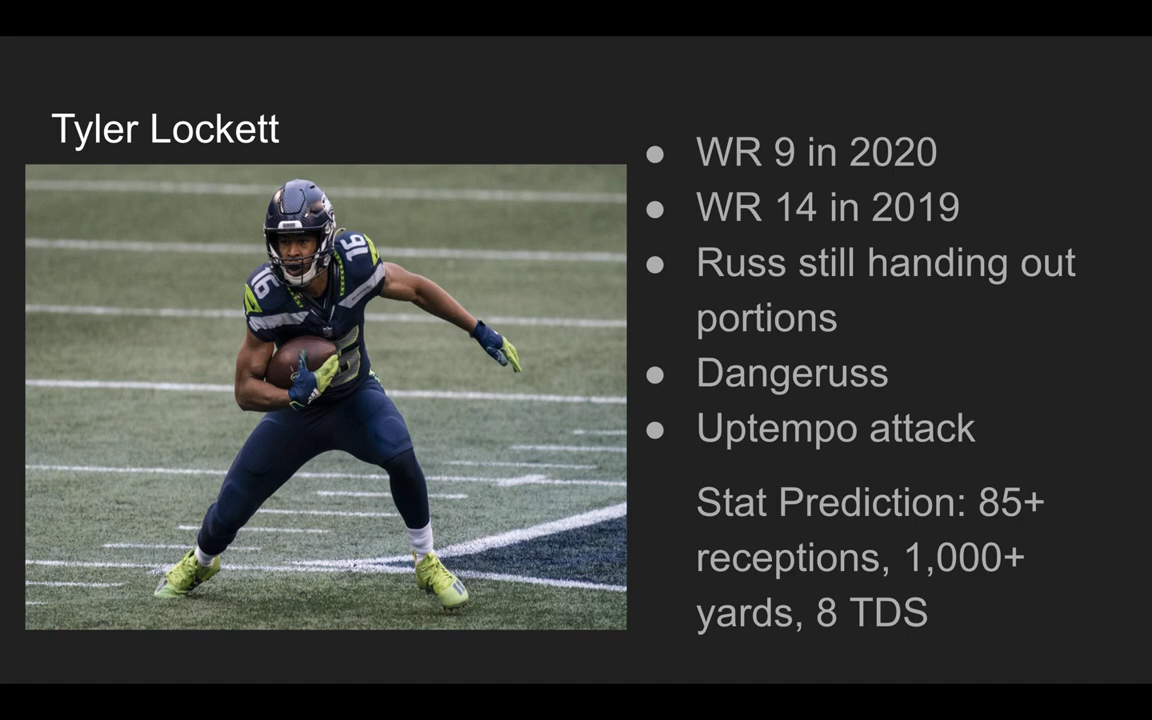 Tyler Lockett
● WR 9 in 2020
● WR 14 in 2019
● Russ still handing out
portions
● Dangeruss
● Uptempo attack
Stat Prediction: 85+
receptions, 1,000+
yards, 8 TDS
16
16